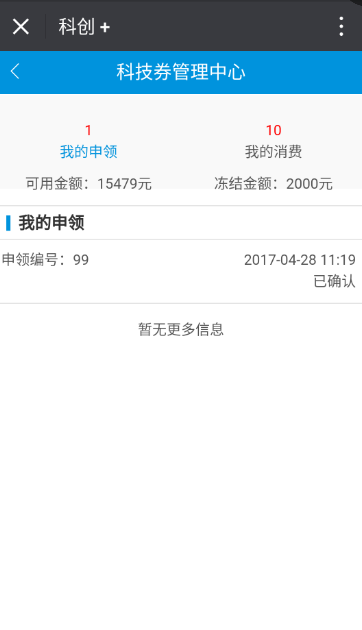 科创 +
科技券管理中心
1
10
我的申领
我的消费
可用金额：15479元
冻结金额：2000元
我的申领
申领编号：99
2017-04-28 11:19
已确认
暂无更多信息